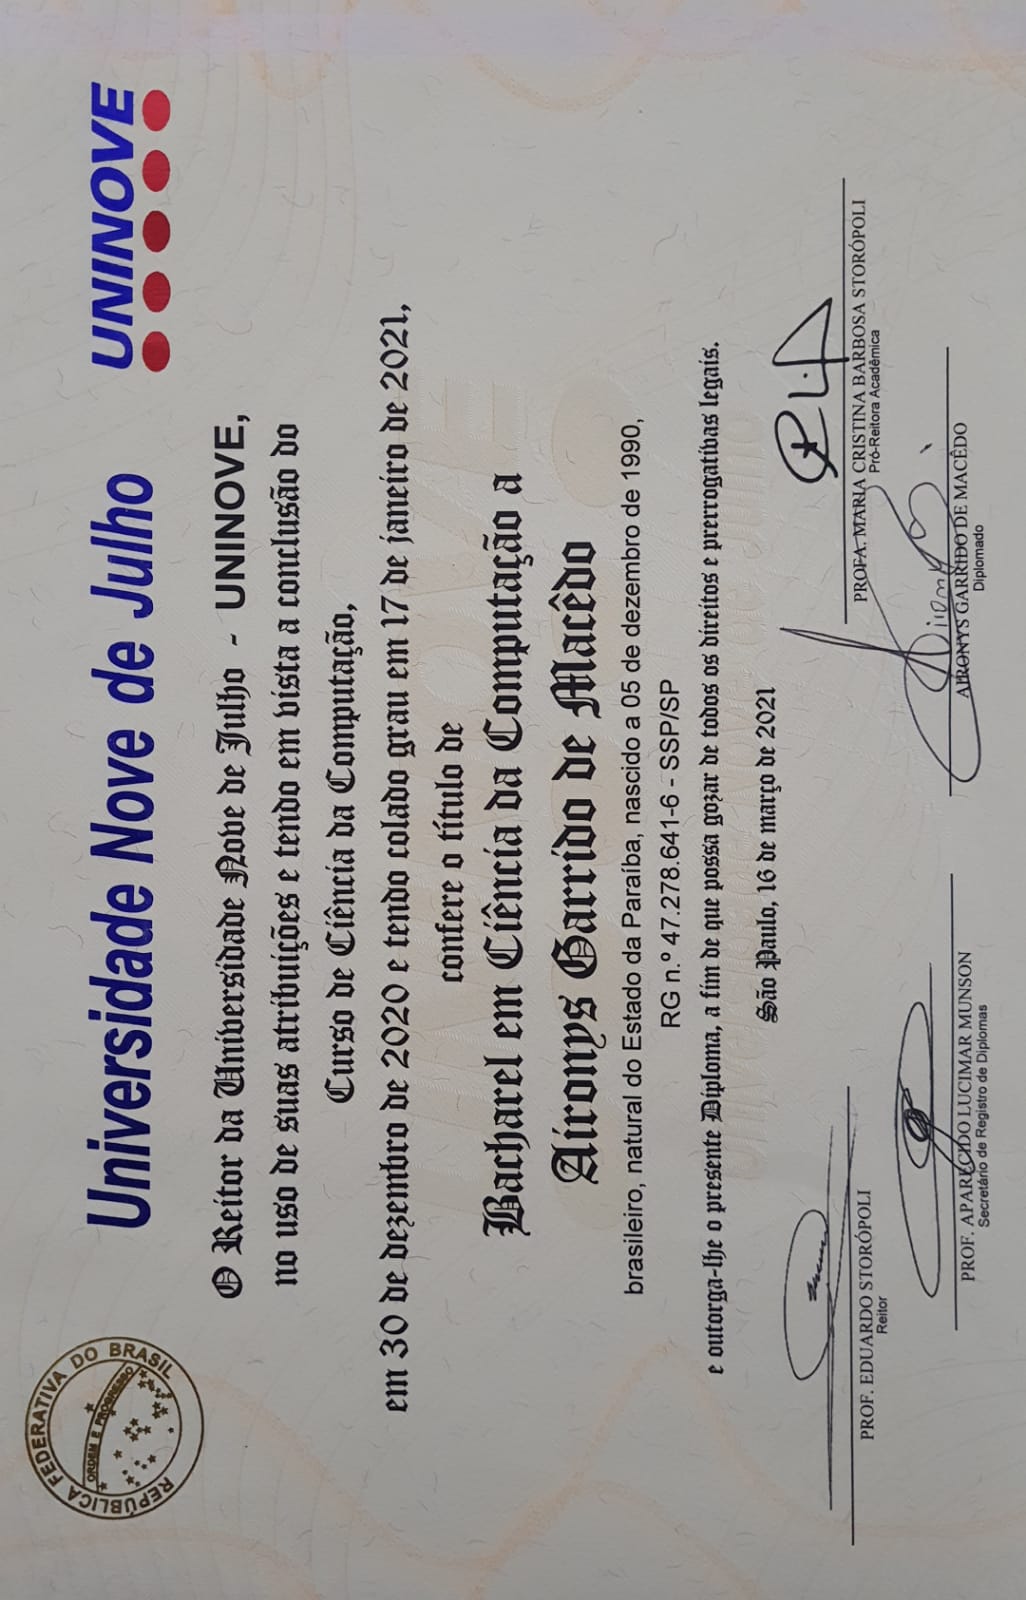 REPÚBLICA FEDERATIVA DO BRASIL
ORDEM E PROGRESSO
Universidade Nove de Julho
UNINOVE
O Reitor da Universidade Nove de Julho - UNINOVE,
no uso de suas atribuições e tendo em vista a conclusão do
Curso de Ciência da Computação,
em 30 de dezembro de 2020 e tendo colado grau em 17 de janeiro de 2021,
confere o título de
Bacharel em Ciência da Computação a
Aironys Garrido de Macêdo
brasileiro, natural do Estado da Paraíba, nascido a 05 de dezembro de 1990,
RG n.º 47.278.641-6 - SSP/SP
e outorga-lhe o presente Diploma, a fim de que possa gozar de todos os direitos e prerrogativas legais.
Universidade Nove de Julho
São Paulo, 16 de março de 2021
PROF. EDUARDO STORÓPOLI
Reitor
PROFA. MARIA CRISTINA BARBOSA STORÓPOLI
Pró-Reitora Acadêmica
PROF. APARECIDO LUCIMAR MUNSON
Secretário de Registro de Diplomas
AIRONYS GARRIDO DE MACÊDO
Diplomado